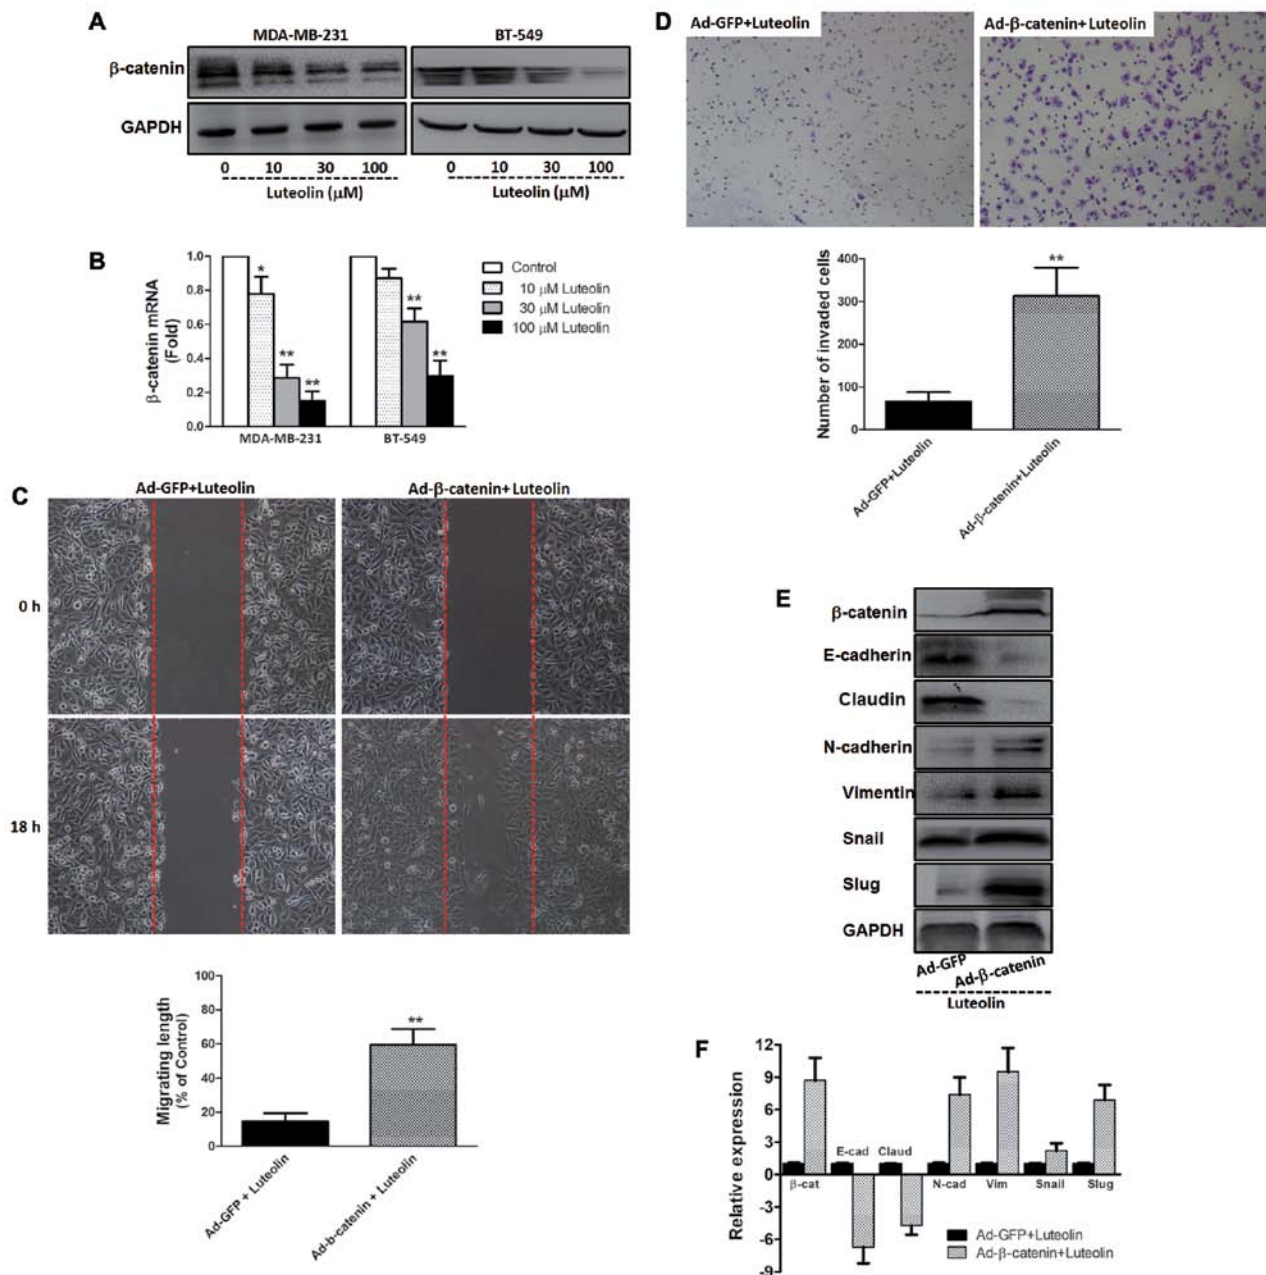 A
MDA-MB-231
BT-549
β-catenin
GAPDH
0 10 30 100 0 10 30 100
Luteolin (μM) Luteolin (μM)
B
β-catenin mRNA
(Fold)
1.0
0.8
0.6
0.4
0.2
0.0
*
**
**
**
**
MDA-MB-231
BT-549
Control
10 μM Luteolin
30 μM Luteolin
100 μM Luteolin
C
Ad-GFP+Luteolin
Ad-β-catenin+Luteolin
0 h
18 h
Migrating length
(% of Control)
100
80
60
40
20
0
**
Ad-GFP + Luteolin
Ad-b-catenin + Luteolin
D
Ad-GFP+Luteolin
Ad-β-catenin+Luteolin
Number of invaded cells
400
300
200
100
0
**
Ad-GFP+Luteolin
Ad-β-catenin+Luteolin
E
β-catenin
E-cadherin
Claudin
N-cadherin
Vimentin
Snail
Slug
GAPDH
Ad-GFP
Ad-β-catenin
Luteolin
F
Relative expression
12
9
6
3
0
-3
-6
-9
β-cat
E-cad
Claud
N-cad
Vim
Snail
Slug
Ad-GFP+Luteolin
Ad-β-catenin+Luteolin